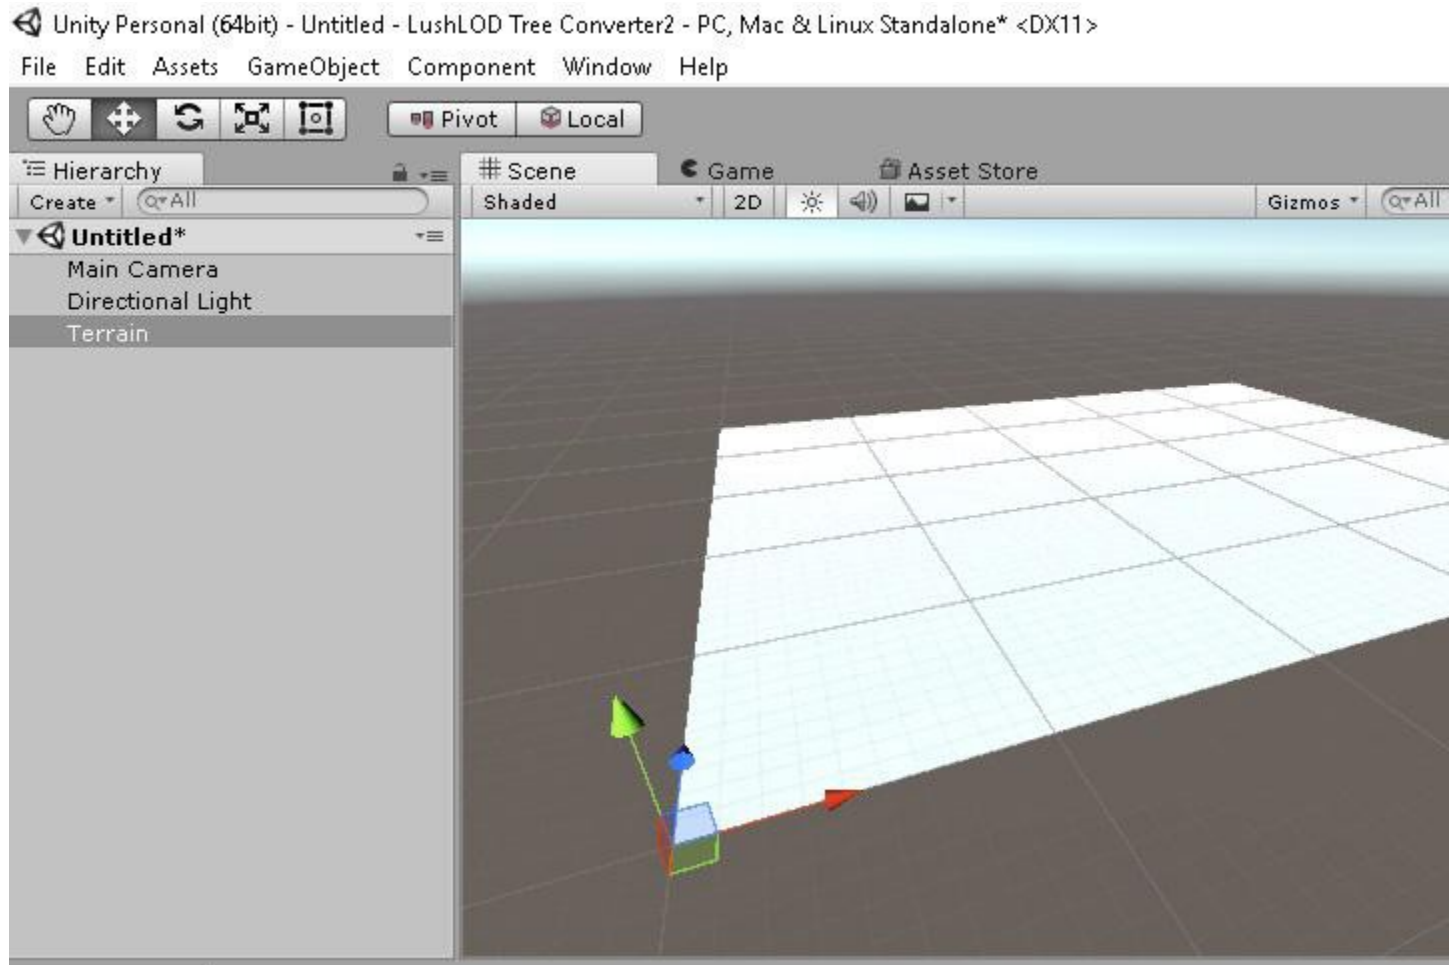 Unity Personal (64bit) - Untitled - LushLOD Tree Converter2 - PC, Mac & Linux Standalone* <DX11>
File Edit Assets GameObject Component Window Help
Pivot Local
Hierarchy Scene Game Asset Store
Create All Shaded 2D Gizmos All
Untitled*
Main Camera
Directional Light
Terrain